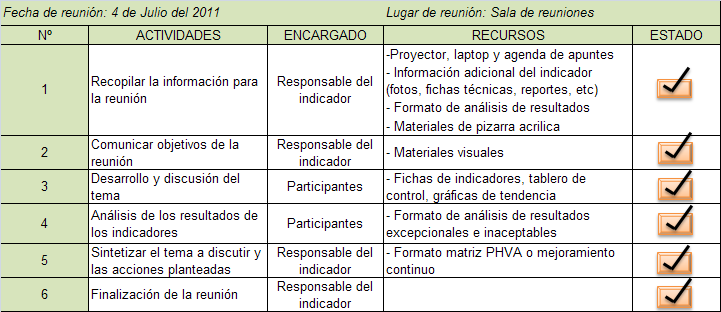 Fecha de reunión: 4 de Julio del 2011
Lugar de reunión: Sala de reuniones
Nº ACTIVIDADES ENCARGADO RECURSOS ESTADO
1
Recopilar la información para
la reunión
Responsable del
indicador
-Proyector, laptop y agenda de apuntes
- Información adicional del indicador
(fotos, fichas técnicas, reportes, etc)
- Formato de análisis de resultados
- Materiales de pizarra acrilica
2
Comunicar objetivos de la
reunión
Responsable del
indicador
- Materiales visuales
3
Desarrollo y discusión del
tema
Participantes
- Fichas de indicadores, tablero de
control, gráficas de tendencia
4
Análisis de los resultados de
los indicadores
Participantes
- Formato de análisis de resultados
excepcionales e inaceptables
5
Sintetizar el tema a discutir y
las acciones planteadas
Responsable del
indicador
- Formato matriz PHVA o mejoramiento
continuo
6
Finalización de la reunión
Responsable del
indicador